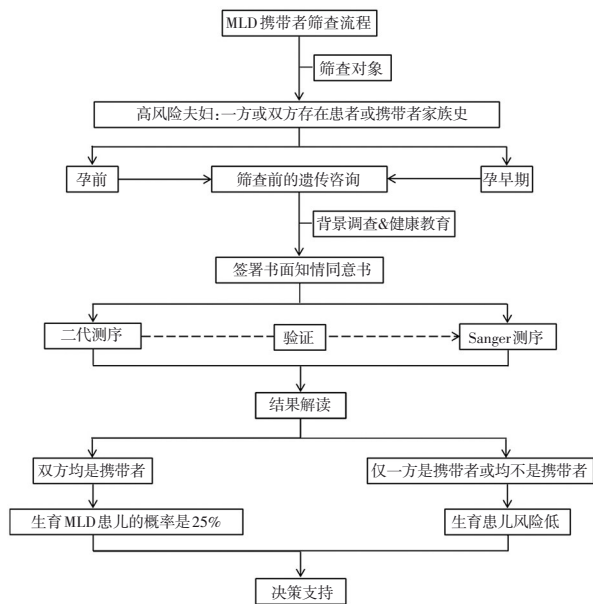 MLD携带者筛查流程
筛查对象
高风险夫妇:一方或双方存在患者或携带者家族史
孕前
筛查前的遗传咨询
孕早期
背景调查&健康教育
签署书面知情同意书
二代测序
验证
Sanger测序
结果解读
双方均是携带者
仅一方是携带者或均不是携带者
生育MLD患儿的概率是25%
生育患儿风险低
决策支持